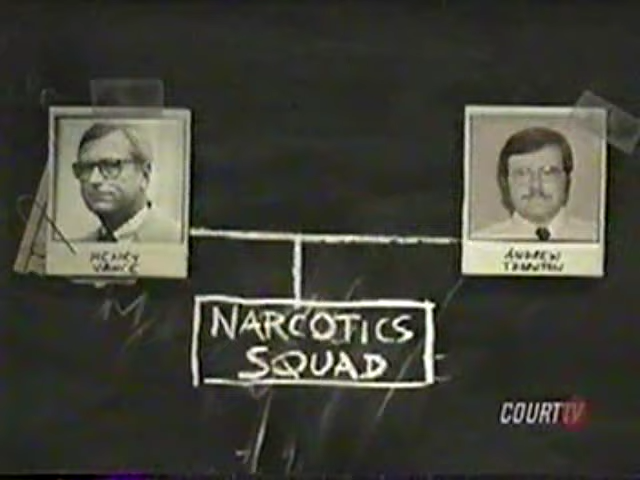 HENRY
VANCE
ANDREW
THORNTON
NARCOTICS
SQUAD
COURT TV